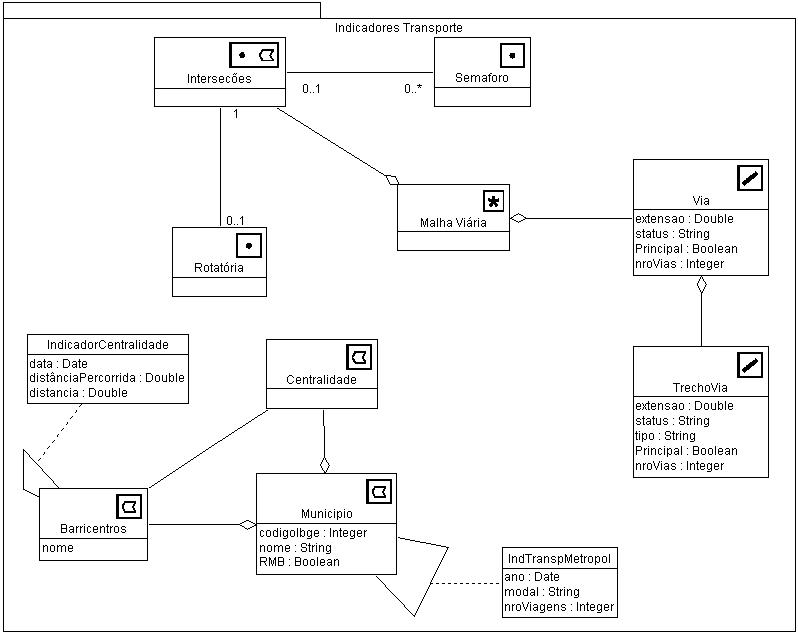 Indicadores Transporte
Intersecões
Semaforo
0..1
0..*
1
0..1
Rotatória
Malha Viária
Via
extensao : Double
status : String
Principal : Boolean
nroVias : Integer
IndicadorCentralidade
data : Date
distânciaPercorrida : Double
distancia : Double
Centralidade
TrechoVia
extensao : Double
status : String
tipo : String
Principal : Boolean
nroVias : Integer
Barricentros
nome
Municipio
codigoIbge : Integer
nome : String
RMB : Boolean
IndTranspMetropol
ano : Date
modal : String
nroViagens : Integer